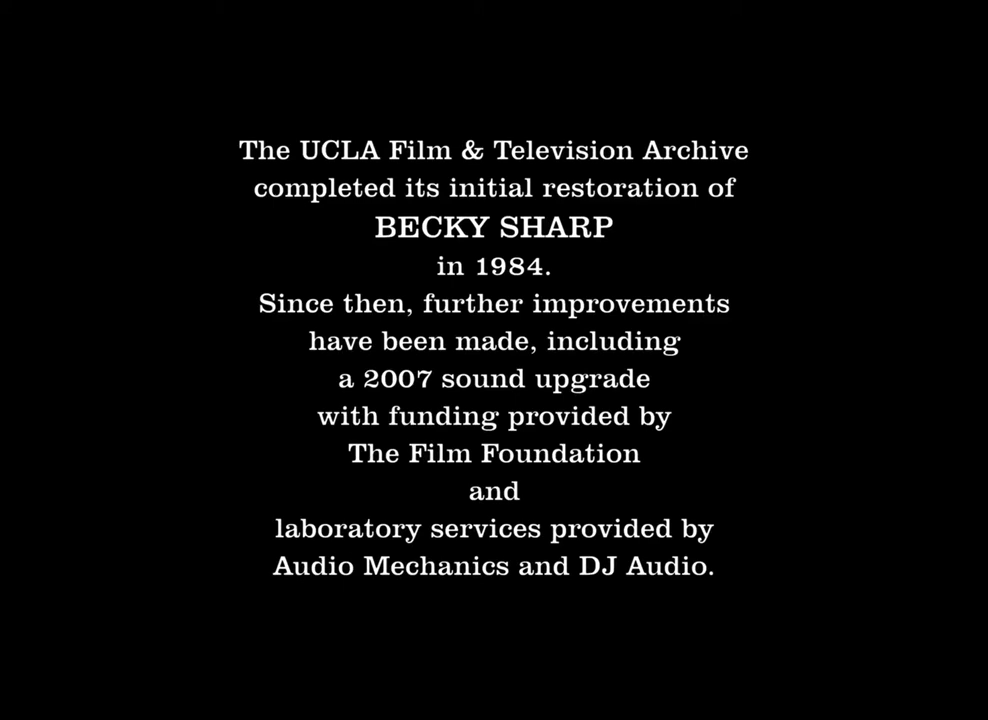 The UCLA Film & Television Archive
completed its initial restoration of
BECKY SHARP
in 1984.
Since then, further improvements
have been made, including
a 2007 sound upgrade
with funding provided by
The Film Foundation
and
laboratory services provided by
Audio Mechanics and DJ Audio.